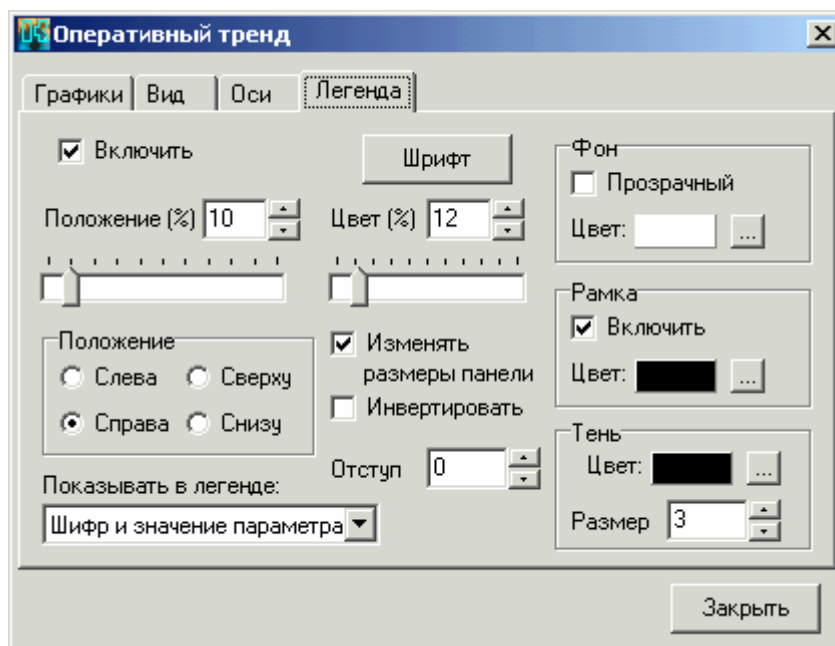 Оперативный тренд
Графики Вид Оси Легенда
Включить
Шрифт
Положение (%) 10
Цвет (%) 12
Положение
Слева Сверху
Справа Снизу
Изменять
размеры панели
Инвертировать
Отступ 0
Показывать в легенде:
Шифр и значение параметра
Фон
Прозрачный
Цвет: ...
Рамка
Включить
Цвет: ...
Тень
Цвет: ...
Размер 3
Закрыть